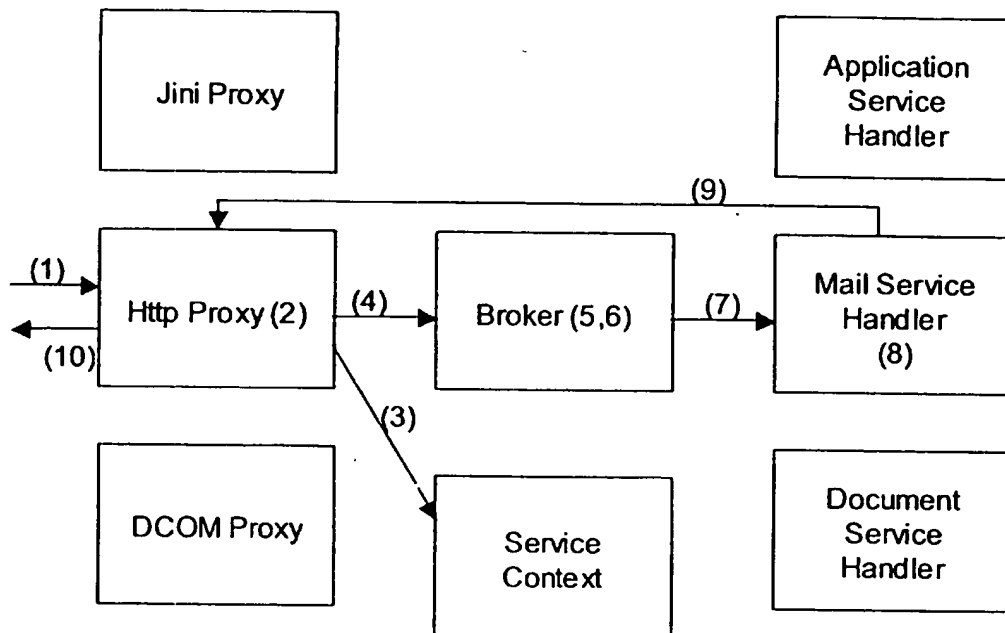 Jini Proxy
Application
Service
Handler
(9)
(1)
Http Proxy (2)
(4)
Broker (5,6)
(7)
Mail Service
Handler
(8)
(10)
(3)
DCOM Proxy
Service
Context
Document
Service
Handler